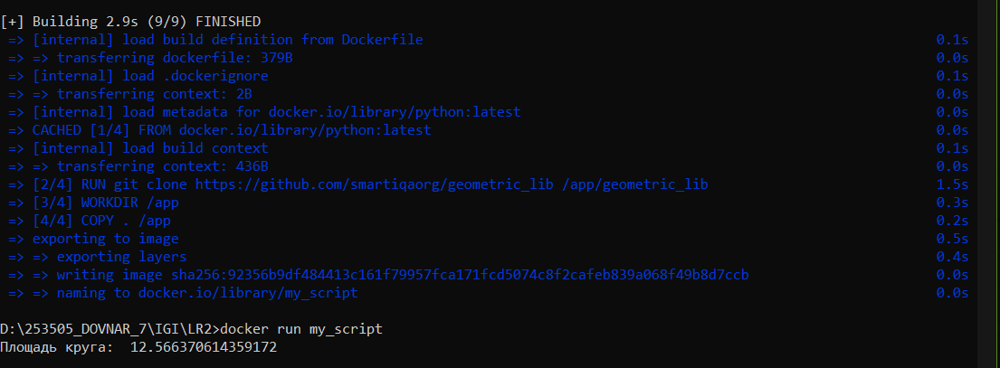 [+] Building 2.9s (9/9) FINISHED
=> [internal] load build definition from Dockerfile 0.1s
=> => transferring dockerfile: 379B 0.0s
=> [internal] load .dockerignore 0.1s
=> => transferring context: 2B 0.0s
=> [internal] load metadata for docker.io/library/python:latest 0.0s
=> CACHED [1/4] FROM docker.io/library/python:latest 0.0s
=> [internal] load build context 0.1s
=> => transferring context: 436B 0.0s
=> [2/4] RUN git clone https://github.com/smartiqaorg/geometric_lib /app/geometric_lib 1.5s
=> [3/4] WORKDIR /app 0.3s
=> [4/4] COPY . /app 0.2s
=> exporting to image 0.5s
=> => exporting layers 0.4s
=> => writing image sha256:92356b9df484413c161f79957fca171fcd5074c8f2cafeb839a068f49b8d7ccb 0.0s
=> => naming to docker.io/library/my_script 0.0s
D:\253505_DOVNAR_7\IGI\LR2>docker run my_script
Площадь круга:  12.566370614359172